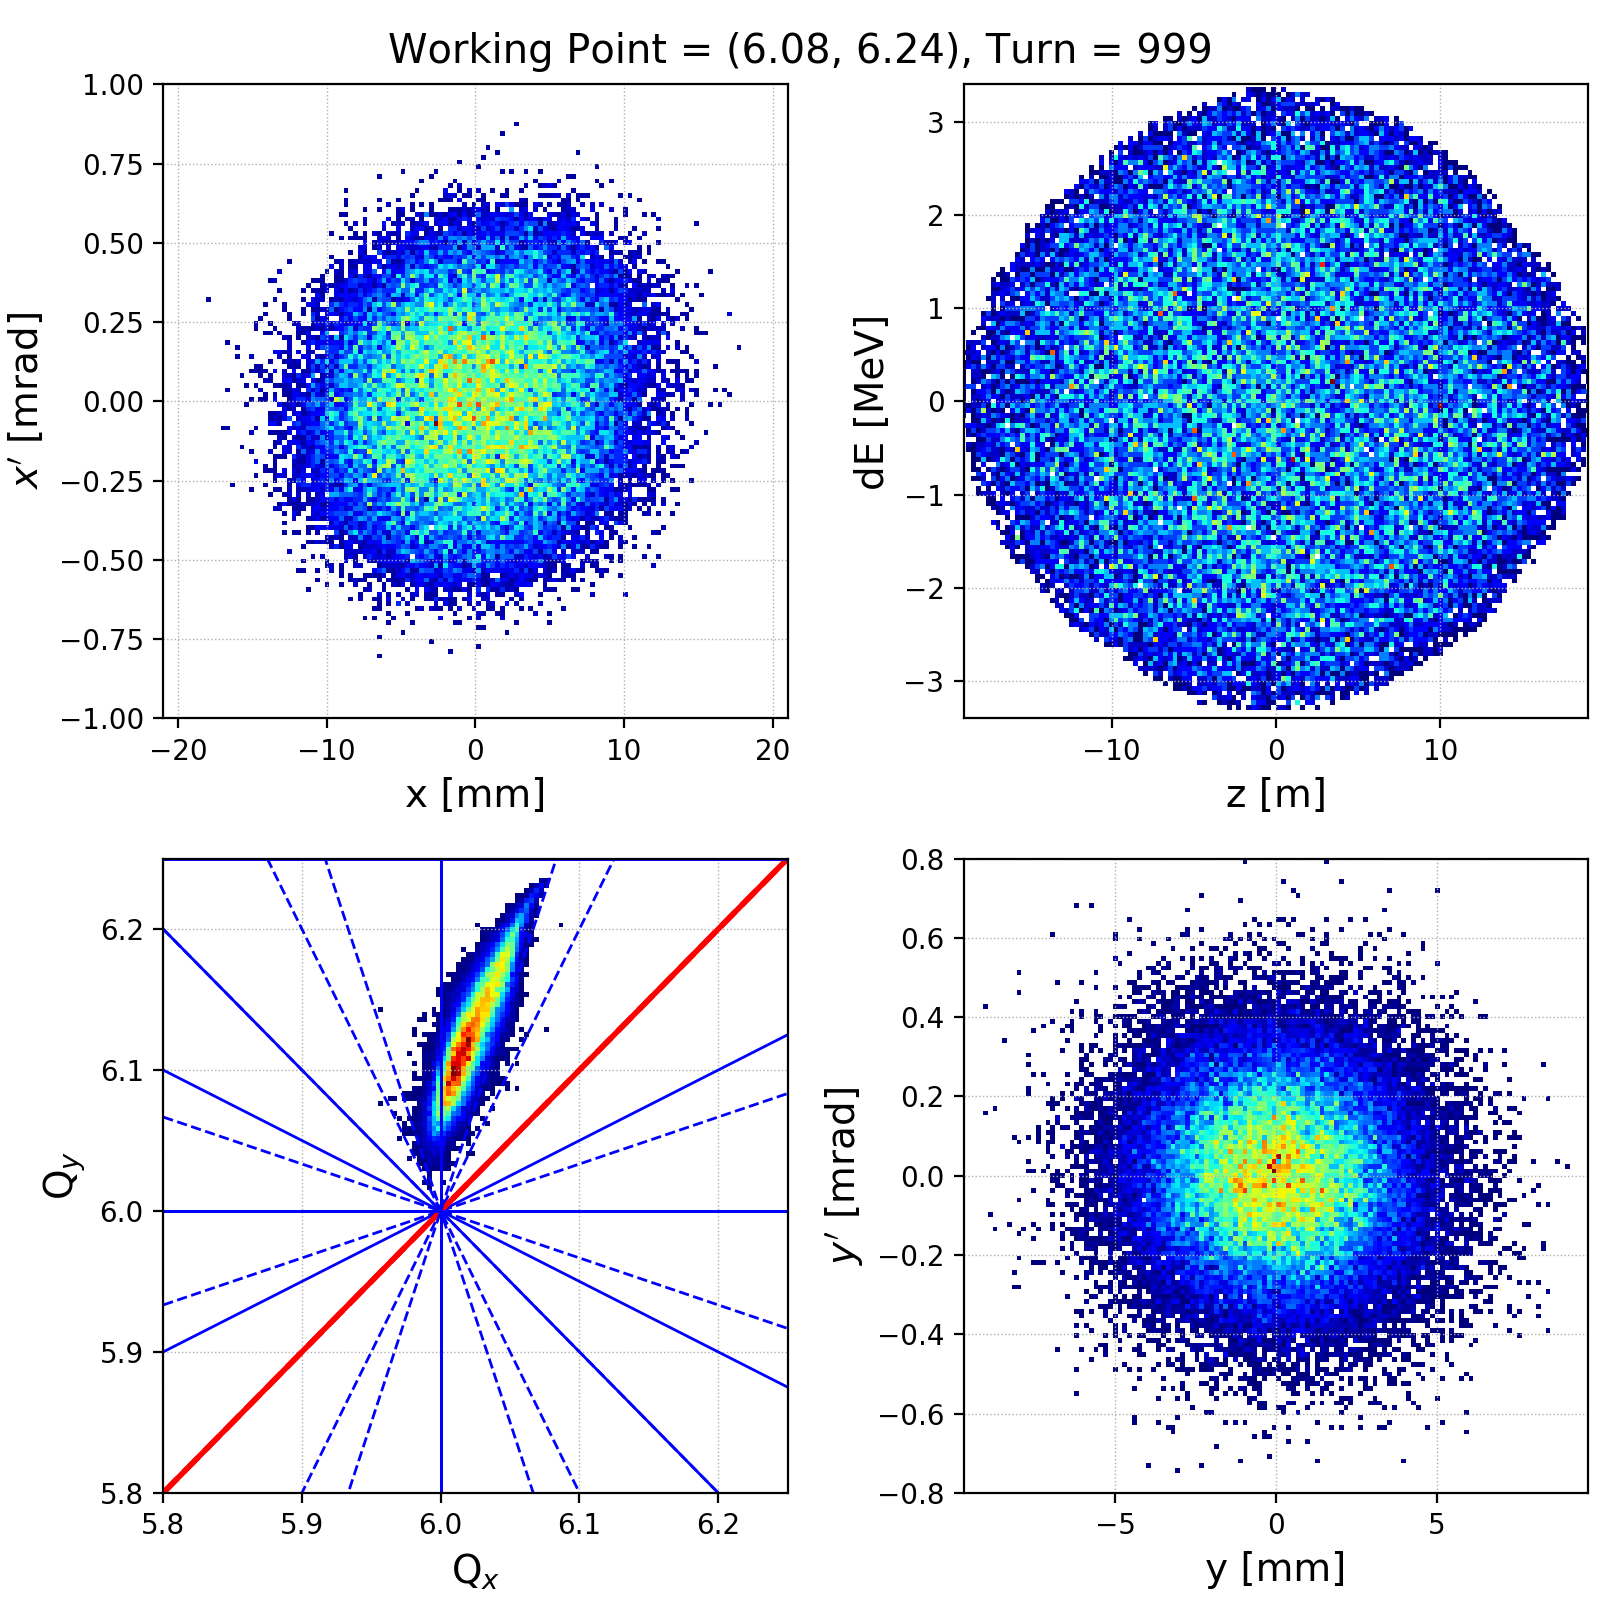 Working Point = (6.08, 6.24), Turn = 999
1.00
0.75
0.50
0.25
0.00
−0.25
−0.50
−0.75
−1.00
x′ [mrad]
−20 −10 0 10 20
x [mm]
3
2
1
0
−1
−2
−3
dE [MeV]
−10 0 10
z [m]
6.2
6.1
6.0
5.9
5.8
Qy
5.8 5.9 6.0 6.1 6.2
Qx
0.8
0.6
0.4
0.2
0.0
−0.2
−0.4
−0.6
−0.8
y′ [mrad]
−5 0 5
y [mm]